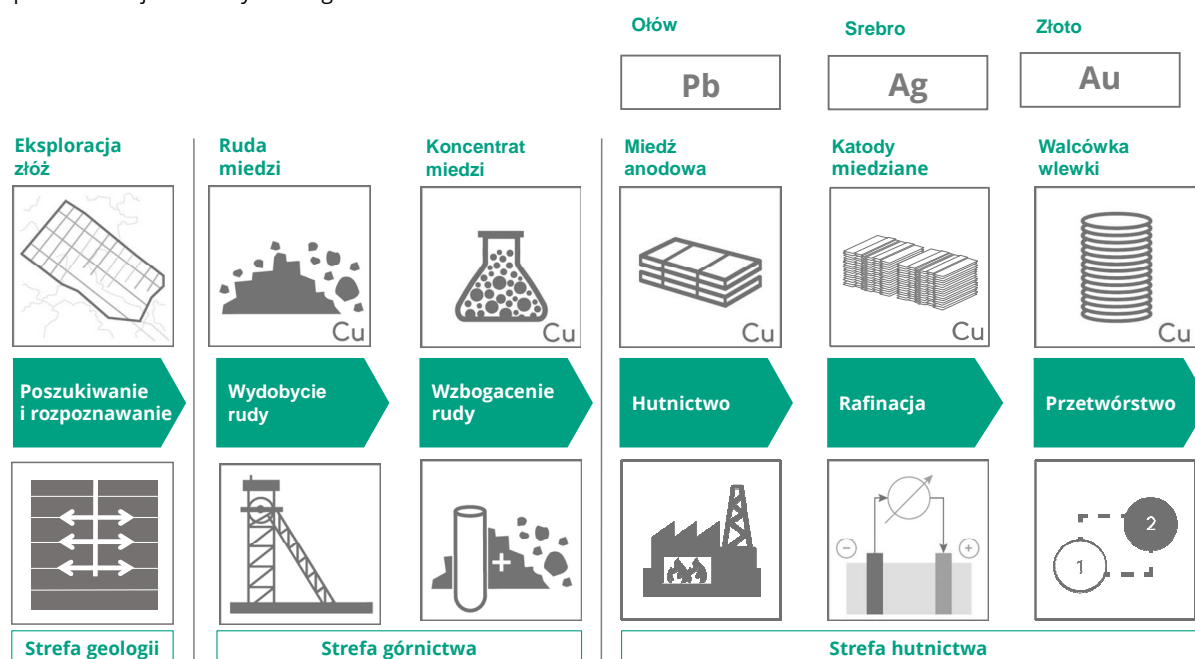 Ołów
Srebro
Złoto
Pb
Ag
Au
Eksploracja
złóż
Ruda
miedzi
Koncentrat
miedzi
Miedź
anodowa
Katody
miedziane
Walcówka
wlewki
Cu
Cu
Cu
Cu
Cu
Poszukiwanie
i rozpoznawanie
Wydobycie
rudy
Wzbogacenie
rudy
Hutnictwo
Rafinacja
Przetwórstwo
+
−
+
1
2
Strefa geologii
Strefa górnictwa
Strefa hutnictwa